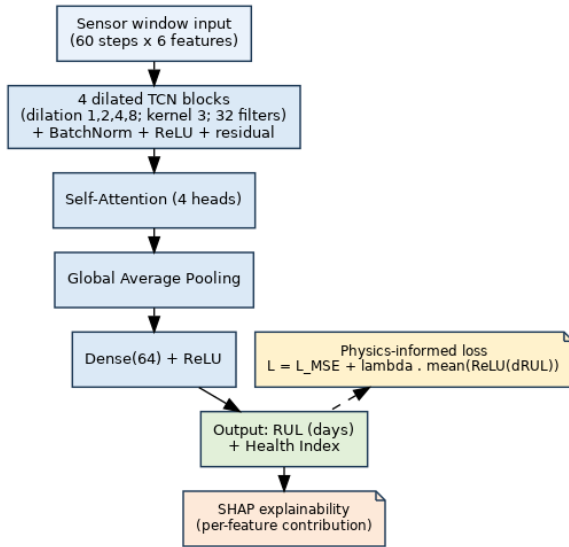 Sensor window input
(60 steps x 6 features)
4 dilated TCN blocks
(dilation 1,2,4,8; kernel 3; 32 filters)
+ BatchNorm + ReLU + residual
Self-Attention (4 heads)
Global Average Pooling
Dense(64) + ReLU
Physics-informed loss
L = L_MSE + lambda . mean(ReLU(dRUL))
Output: RUL (days)
+ Health Index
SHAP explainability
(per-feature contribution)